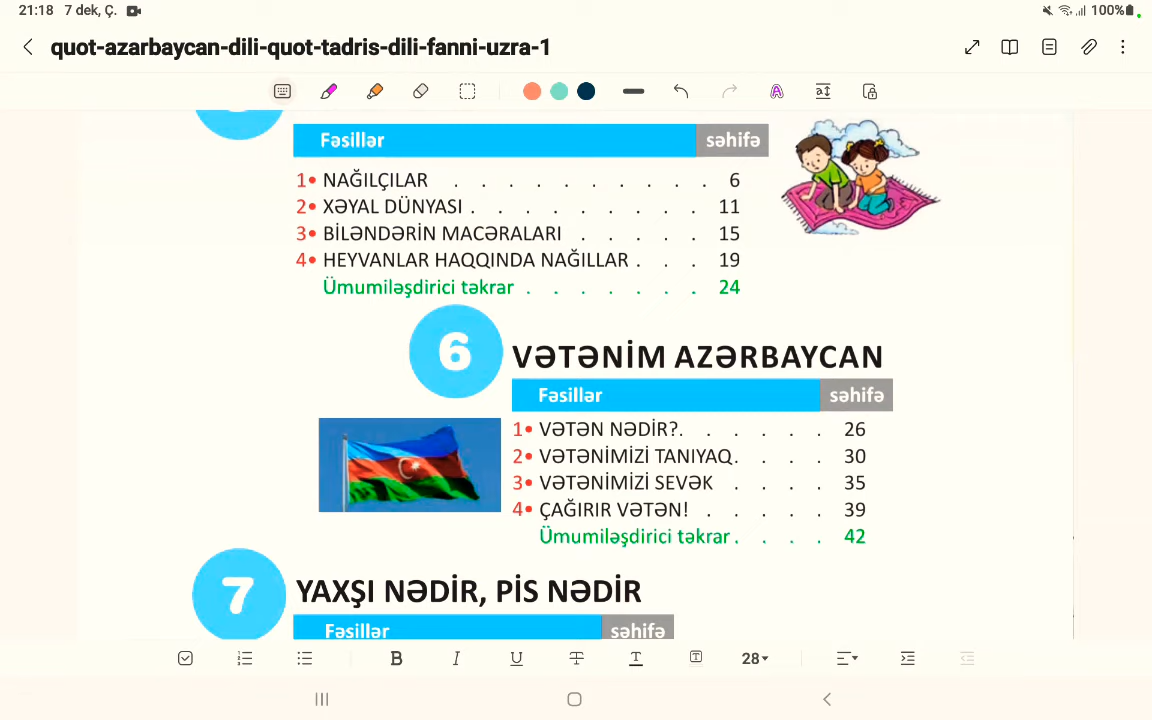 21:18 7 dek, Ç. 100%
quot-azarbaycan-dili-quot-tadris-dili-fanni-uzra-1
Fəsillər səhifə
1• NAĞILÇILAR . . . . . . . . . . 6
2• XƏYAL DÜNYASI . . . . . . . . . 11
3• BİLƏNDƏRİN MACƏRALARI . . . . . 15
4• HEYVANLAR HAQQINDA NAĞILLAR . . . 19
Ümumiləşdirici təkrar . . . . . . . 24
6 VƏTƏNİM AZƏRBAYCAN
Fəsillər səhifə
1• VƏTƏN NƏDİR?. . . . . . 26
2• VƏTƏNİMİZİ TANIYAQ. . . . 30
3• VƏTƏNİMİZİ SEVƏK . . . . 35
4• ÇAĞIRIR VƏTƏN! . . . . . 39
Ümumiləşdirici təkrar . . . . 42
7 YAXŞI NƏDİR, PİS NƏDİR
Fəsillər səhifə
B I U T T T 28